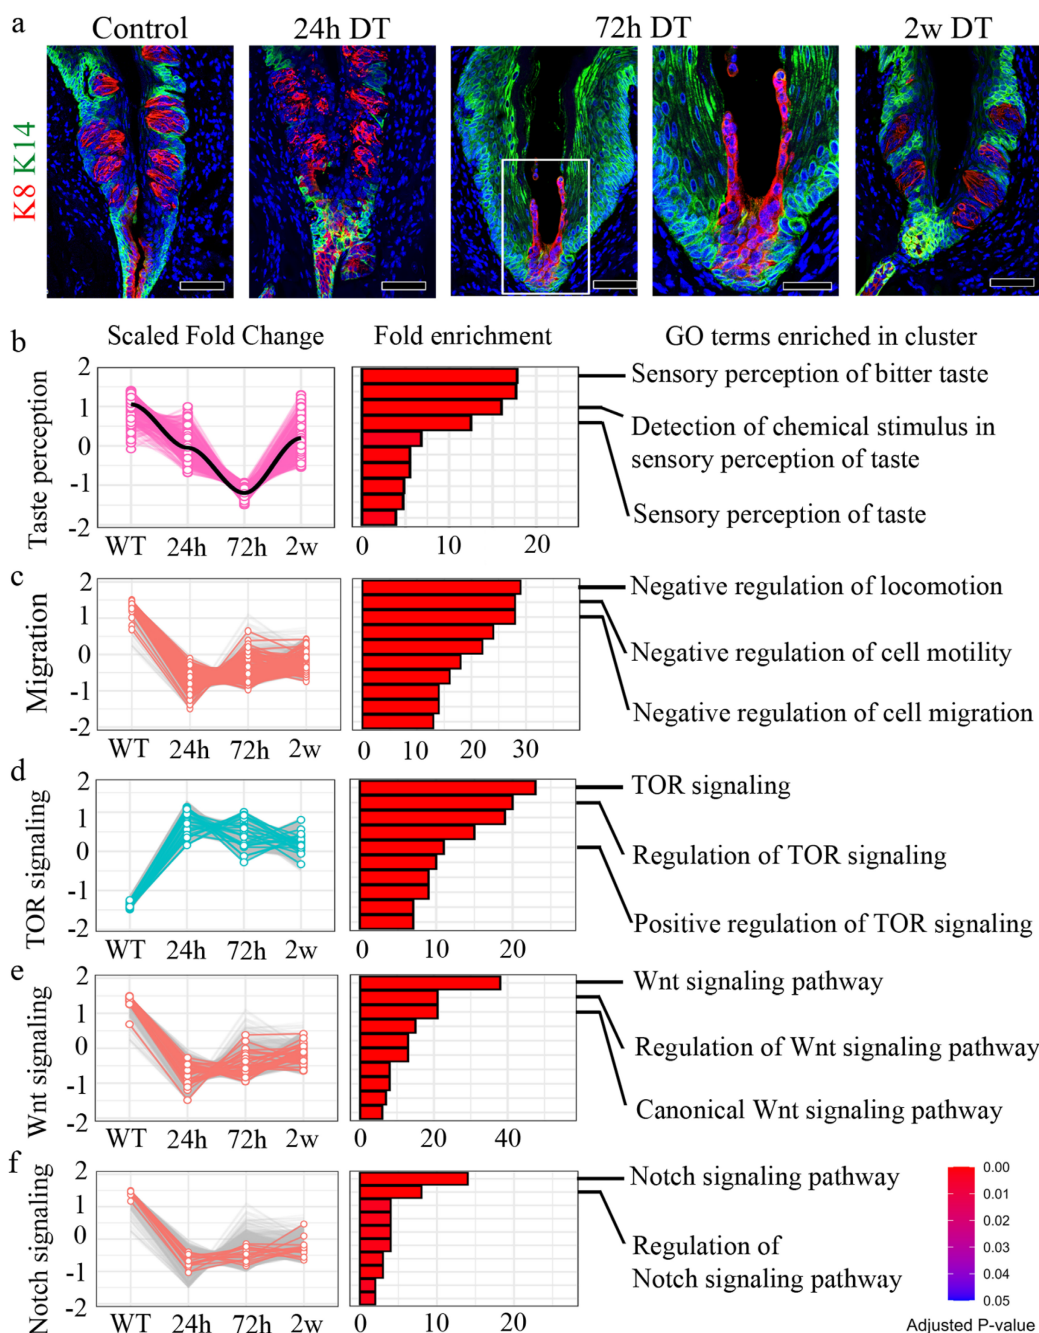 a
Control
24h DT
72h DT
2w DT
K8 K14
b
Scaled Fold Change
Fold enrichment
GO terms enriched in cluster
Taste perception
2
1
0
-1
-2
WT
24h
72h
2w
0
10
20
Sensory perception of bitter taste
Detection of chemical stimulus in
sensory perception of taste
Sensory perception of taste
c
Migration
2
1
0
-1
-2
WT
24h
72h
2w
0
10
20
30
Negative regulation of locomotion
Negative regulation of cell motility
Negative regulation of cell migration
d
TOR signaling
2
1
0
-1
-2
WT
24h
72h
2w
0
10
20
TOR signaling
Regulation of TOR signaling
Positive regulation of TOR signaling
e
Wnt signaling
2
1
0
-1
-2
WT
24h
72h
2w
0
20
40
Wnt signaling pathway
Regulation of Wnt signaling pathway
Canonical Wnt signaling pathway
f
Notch signaling
2
1
0
-1
-2
WT
24h
72h
2w
0
10
20
Notch signaling pathway
Regulation of
Notch signaling pathway
0.00
0.01
0.02
0.03
0.04
0.05
Adjusted P-value